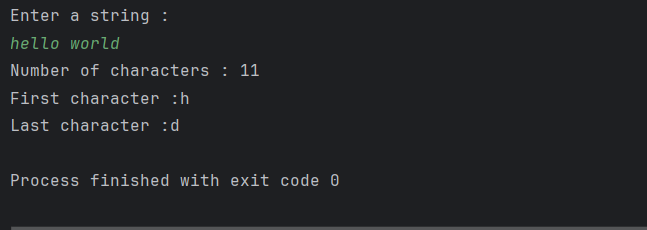 Enter a string :
hello world
Number of characters : 11
First character :h
Last character :d
Process finished with exit code 0